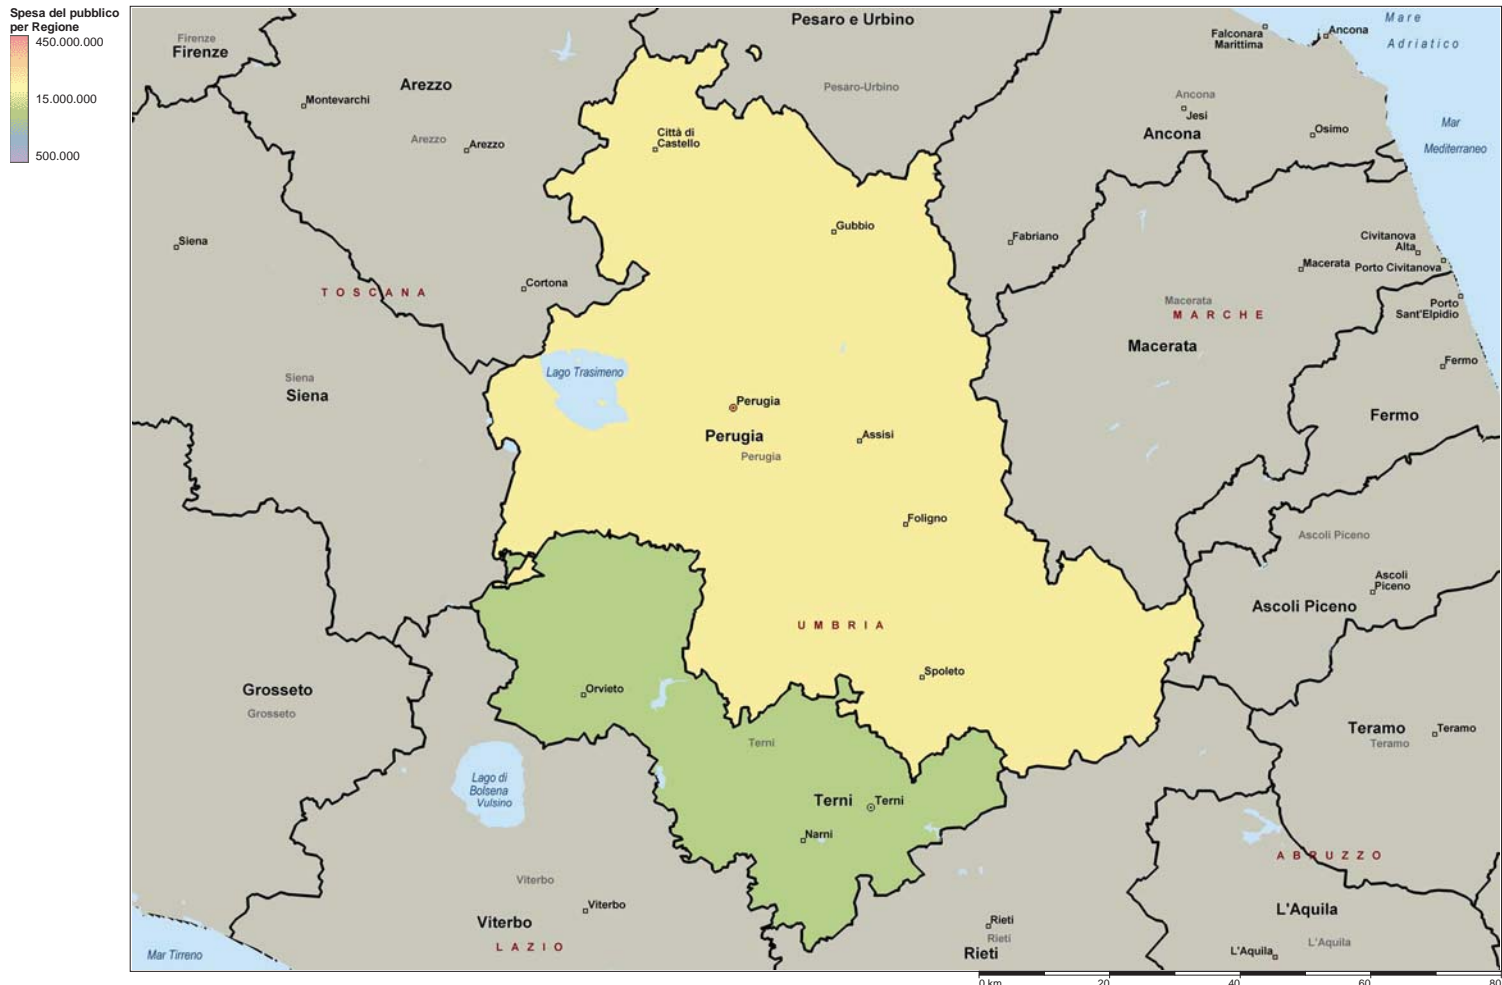 Spesa del pubblico
per Regione
450.000.000
15.000.000
500.000
Pesaro e Urbino
Mare
Adriatico
Falconara
Marittima
Ancona
Firenze
Firenze
Arezzo
Montevarchi
Pesaro-Urbino
Ancona
Jesi
Ancona
Osimo
Mar
Mediterraneo
Arezzo
Arezzo
Città di
Castello
Siena
Gubbio
Fabriano
Civitanova
Alta
Macerata
Porto Civitanova
Cortona
TOSCANA
Macerata
MARCHE
Porto
Sant'Elpidio
Macerata
Fermo
Lago Trasimeno
Siena
Siena
Perugia
Perugia
Perugia
Assisi
Fermo
Foligno
Ascoli Piceno
Ascoli
Piceno
Ascoli Piceno
UMBRIA
Spoleto
Grosseto
Grosseto
Orvieto
Terni
Teramo
Teramo
Teramo
Lago di
Bolsena
Vulsino
Terni
Terni
Narni
ABRUZZO
Viterbo
Viterbo
Viterbo
LAZIO
Rieti
Rieti
Rieti
L'Aquila
L'Aquila
L'Aquila
Mar Tirreno
0 km 20 40 60 80